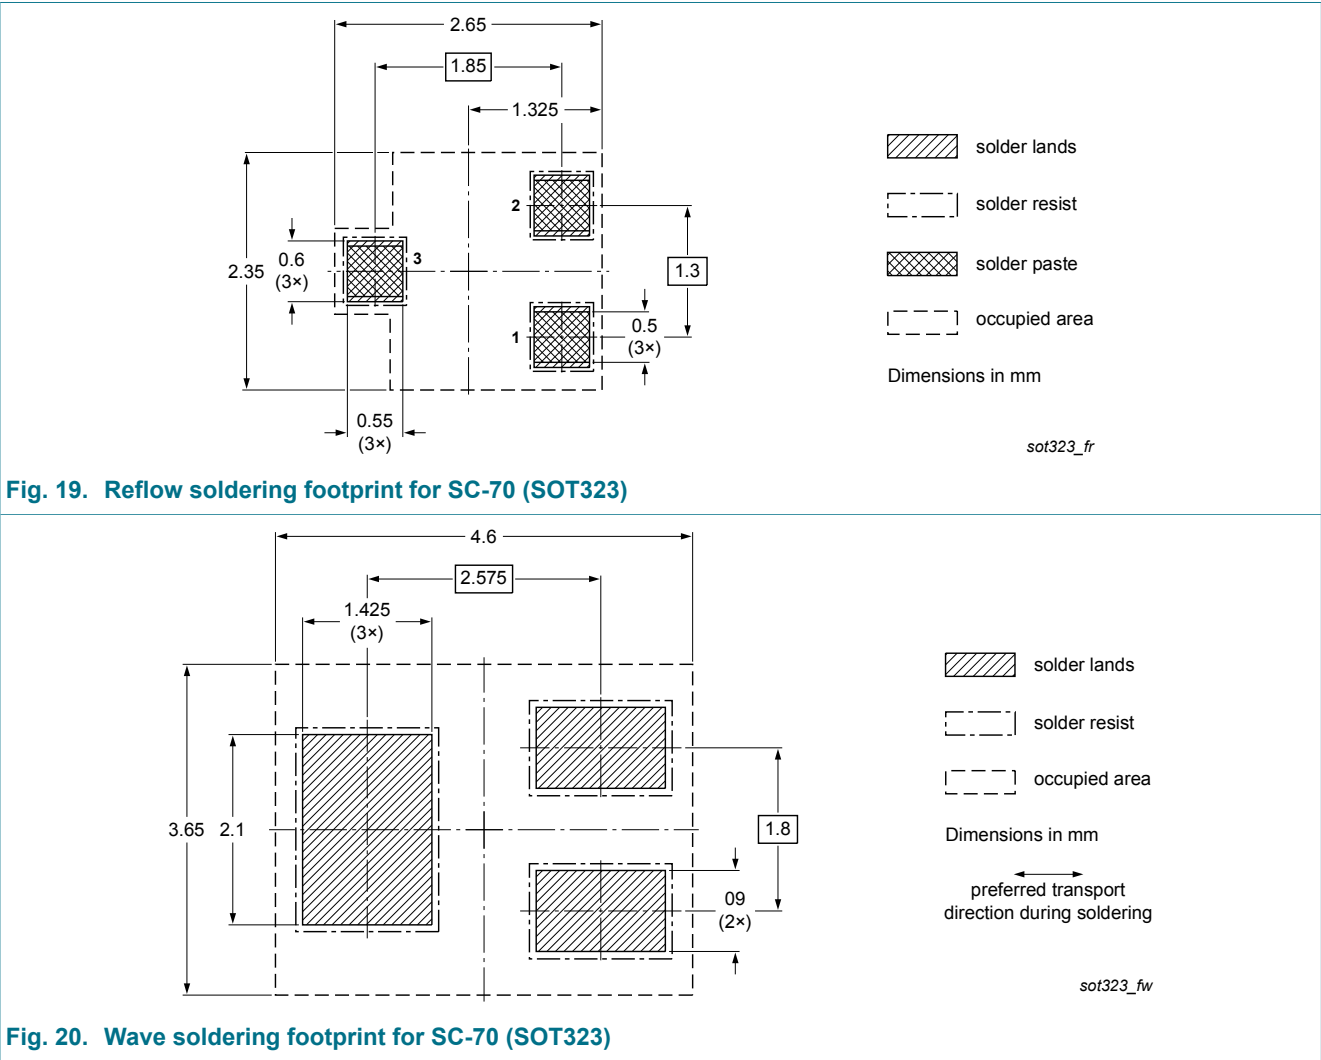 2.65
1.85
1.325
solder lands
solder resist
2
3
0.6
(3×)
2.35
1.3
solder paste
0.5
(3×)
1
occupied area
Dimensions in mm
0.55
(3×)
sot323_fr
Fig. 19. Reflow soldering footprint for SC-70 (SOT323)
4.6
2.575
1.425
(3×)
solder lands
solder resist
occupied area
3.65
2.1
1.8
Dimensions in mm
preferred transport
direction during soldering
09
(2×)
sot323_fw
Fig. 20. Wave soldering footprint for SC-70 (SOT323)